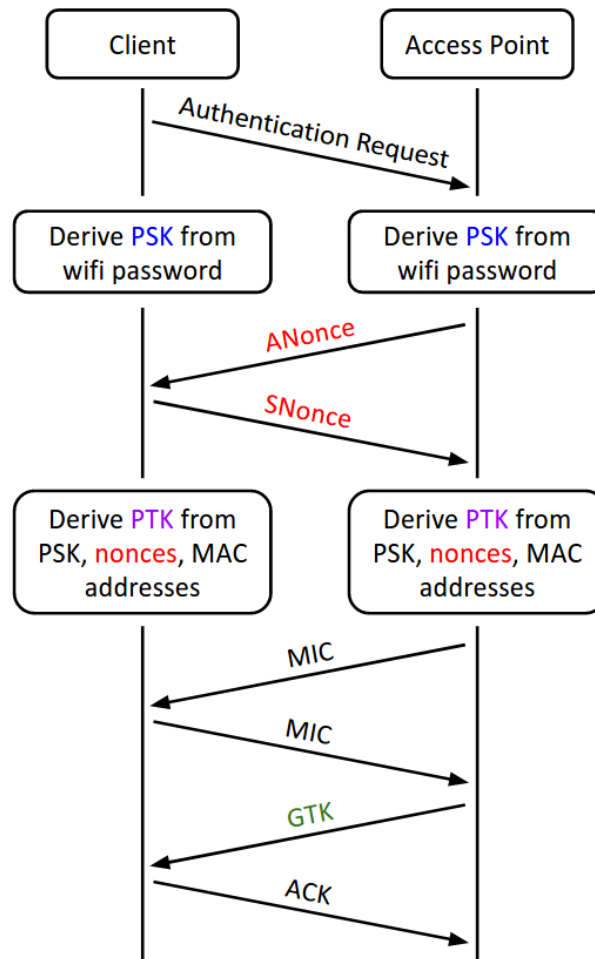 Client
Access Point
Authentication Request
Derive PSK from
wifi password
Derive PSK from
wifi password
ANonce
SNonce
Derive PTK from
PSK, nonces, MAC
addresses
Derive PTK from
PSK, nonces, MAC
addresses
MIC
MIC
GTK
ACK